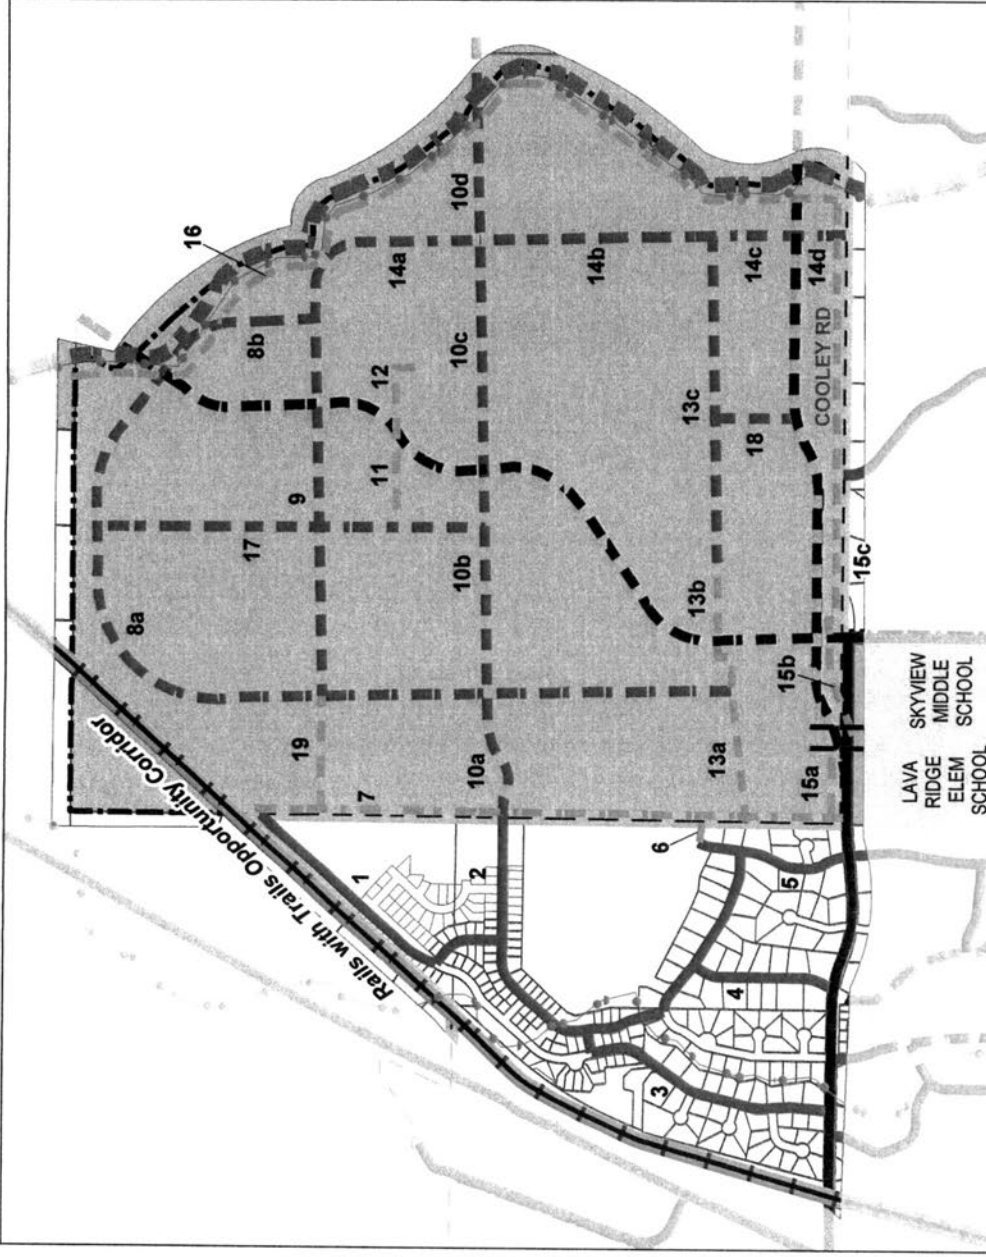 16
10d
14a
14b
14c
14d
8b
10c
12
COOLEY RD
13c
18
11
9
17
10b
13b
15c
8a
15b
SKYVIEW
MIDDLE
SCHOOL
19
10a
13a
15a
LAVA
RIDGE
ELEM
SCHOOL
7
Rails with Trails Opportunity Corridor
1
2
6
5
4
3